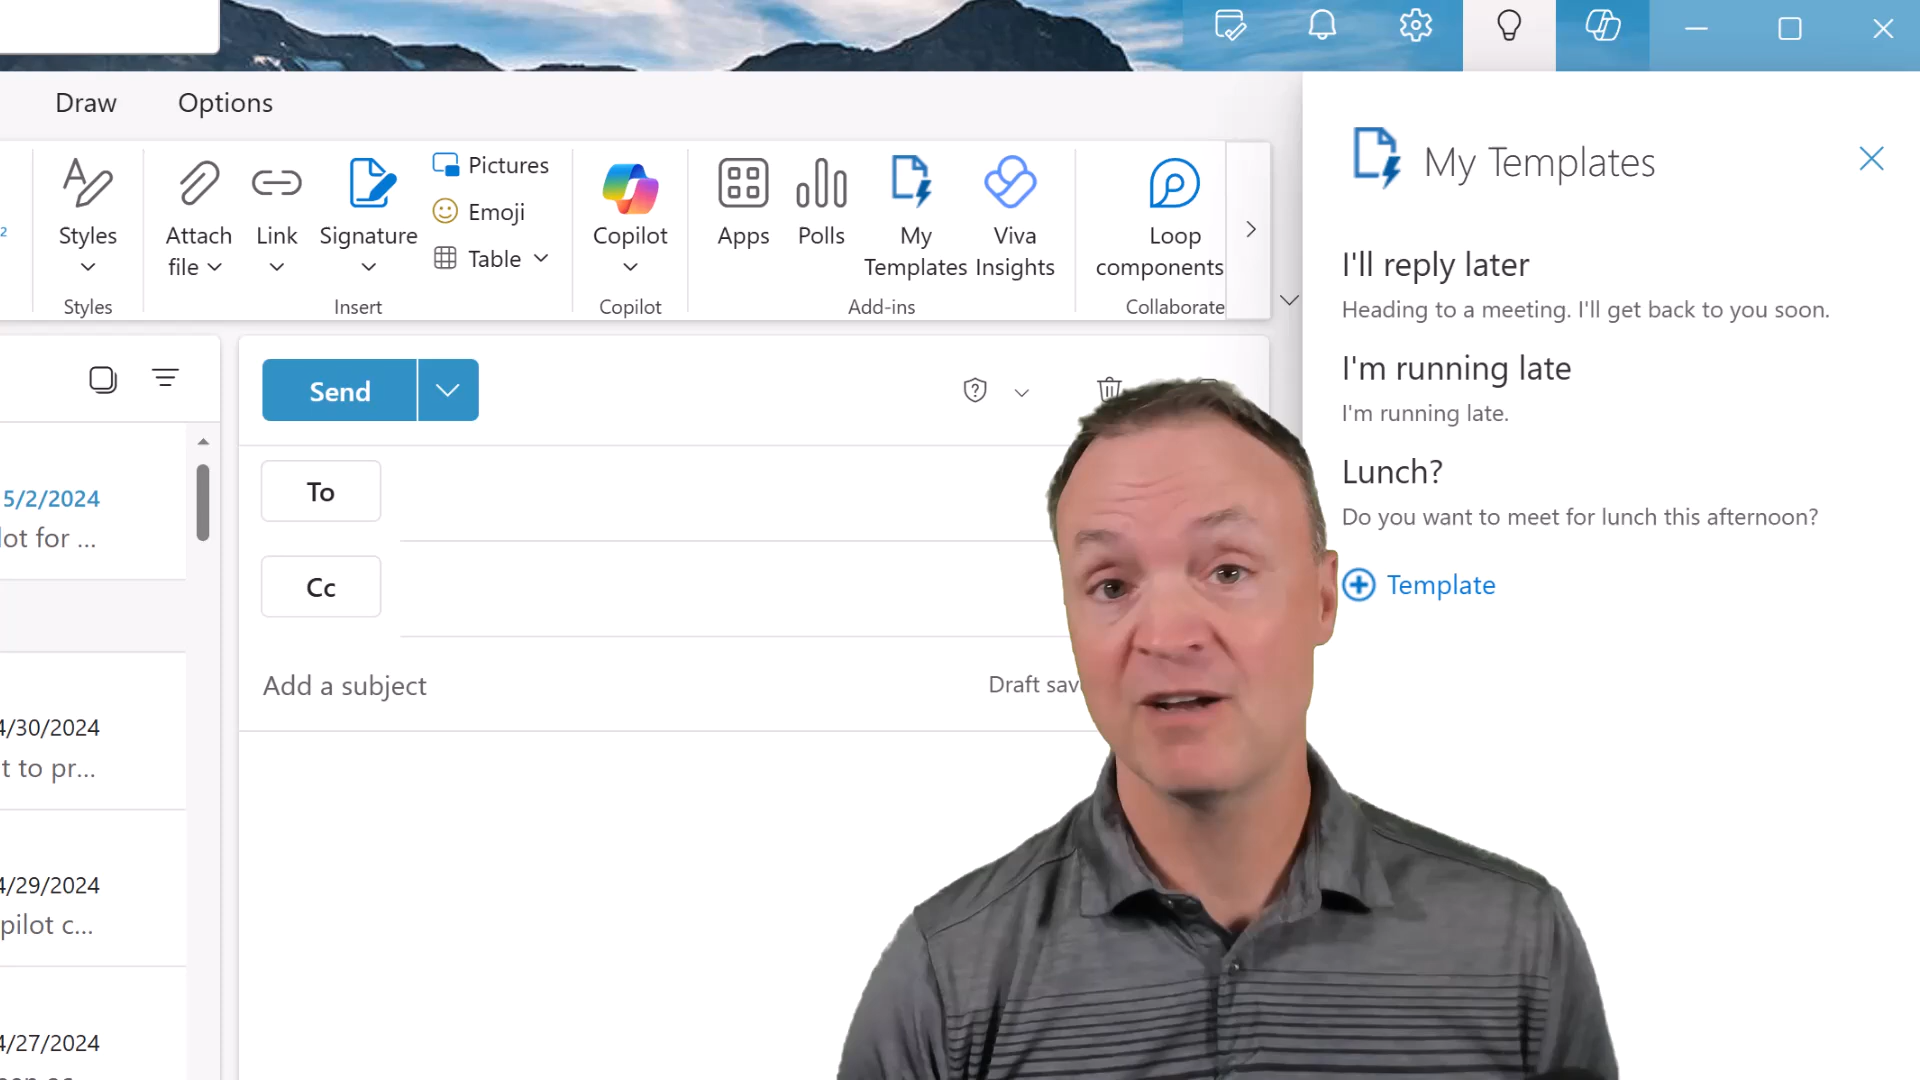 Draw Options
Styles
Styles
Attach
file
Link
Signature
Pictures
Emoji
Table
Insert
Copilot
Copilot
Apps
Polls
My
Templates
Viva
Insights
Add-ins
Loop
components
Collaborate
My Templates
I'll reply later
Heading to a meeting. I'll get back to you soon.
I'm running late
I'm running late.
Lunch?
Do you want to meet for lunch this afternoon?
Template
Send
To
Cc
Add a subject
Draft sav
5/2/2024
lot for ...
4/30/2024
t to pr...
4/29/2024
pilot c...
4/27/2024